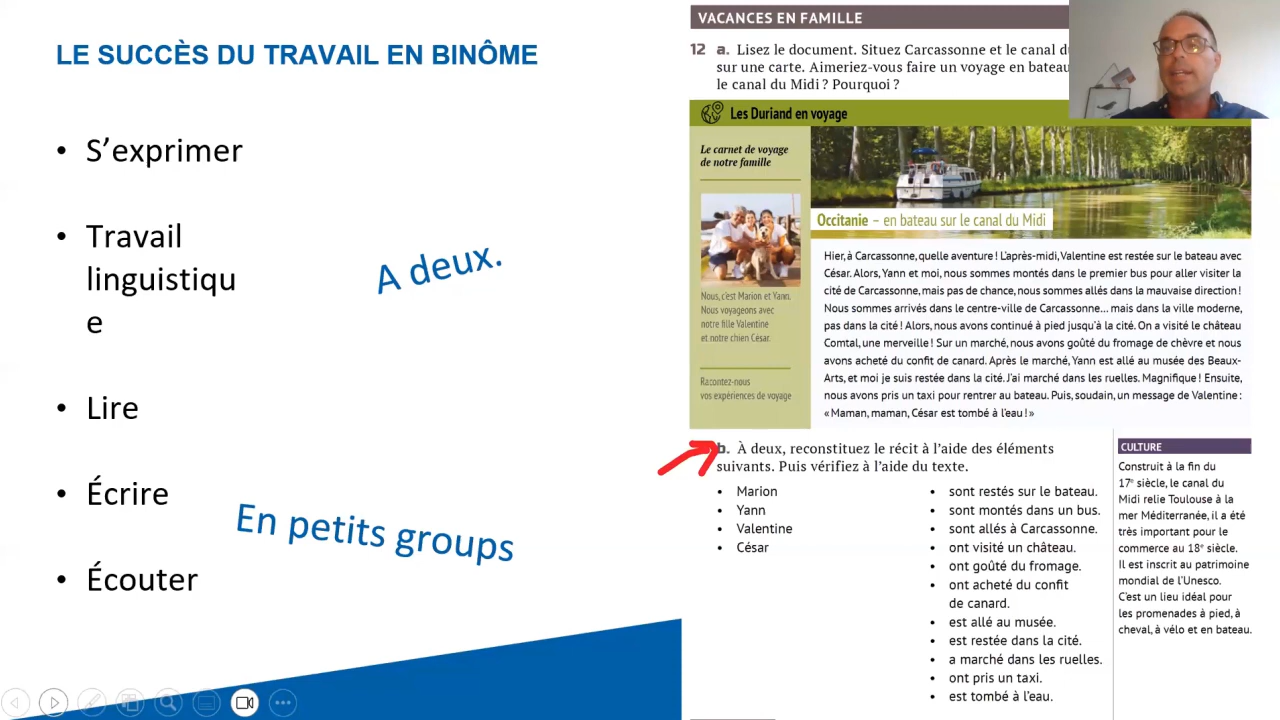 LE SUCCÈS DU TRAVAIL EN BINÔME
• S’exprimer
• Travail
linguistiqu
e
• Lire
• Écrire
• Écouter
A deux.
En petits groups
VACANCES EN FAMILLE
12 a. Lisez le document. Situez Carcassonne et le canal
sur une carte. Aimeriez-vous faire un voyage en bateau
le canal du Midi ? Pourquoi ?
Les Duriand en voyage
Le carnet de voyage
de notre famille
Nous, c’est Marion et Yann.
Nous voyageons avec
notre fille Valentine
et notre chien César.
Racontez-nous
vos expériences de voyage
Occitanie – en bateau sur le canal du Midi
Hier, à Carcassonne, quelle aventure ! L’après-midi, Valentine est restée sur le bateau avec
César. Alors, Yann et moi, nous sommes montés dans le premier bus pour aller visiter la
cité de Carcassonne, mais pas de chance, nous sommes allés dans la mauvaise direction !
Nous sommes arrivés dans le centre-ville de Carcassonne... mais dans la ville moderne,
pas dans la cité ! Alors, nous avons continué à pied jusqu’à la cité. On a visité le château
Comtal, une merveille ! Sur un marché, nous avons goûté du fromage de chèvre et nous
avons acheté du confit de canard. Après le marché, Yann est allé au musée des Beaux-
Arts, et moi je suis restée dans la cité. J’ai marché dans les ruelles. Magnifique ! Ensuite,
nous avons pris un taxi pour rentrer au bateau. Puis, soudain, un message de Valentine :
« Maman, maman, César est tombé à l’eau ! »
b. À deux, reconstituez le récit à l’aide des éléments
suivants. Puis vérifiez à l’aide du texte.
• Marion
• Yann
• Valentine
• César
• sont restés sur le bateau.
• sont montés dans un bus.
• sont allés à Carcassonne.
• ont visité un château.
• ont goûté du fromage.
• ont acheté du confit
de canard.
• est allé au musée.
• est restée dans la cité.
• a marché dans les ruelles.
• ont pris un taxi.
• est tombé à l’eau.
CULTURE
Construit à la fin du
17e siècle, le canal du
Midi relie Toulouse à la
mer Méditerranée, il a été
très important pour le
commerce au 18e siècle.
Il est inscrit au patrimoine
mondial de l’Unesco.
C’est un lieu idéal pour
les promenades à pied, à
cheval, à vélo et en bateau.